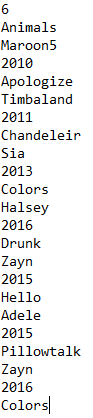 6
Animals
Maroon5
2010
Apologize
Timbaland
2011
Chandeleir
Sia
2013
Colors
Halsey
2016
Drunk
Zayn
2015
Hello
Adele
2015
Pillowtalk
Zayn
2016
Colors